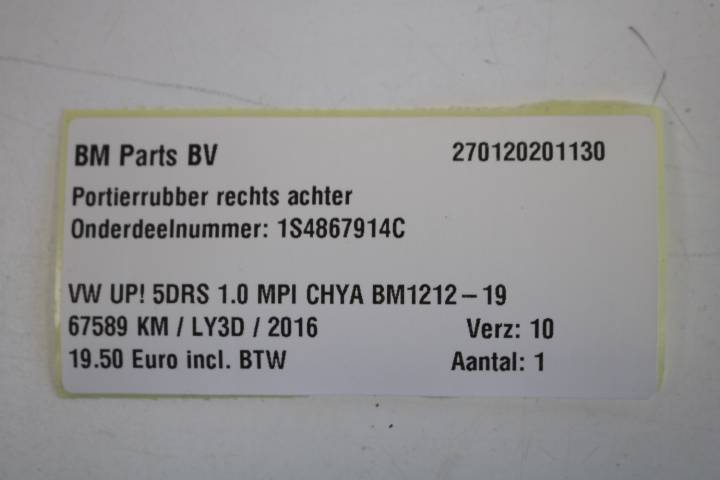 BM Parts BV 270120201130
Portierrubber rechts achter
Onderdeelnummer: 1S4867914C
VW UP! 5DRS 1.0 MPI CHYA BM1212-19
67589 KM / LY3D / 2016 Verz: 10
19.50 Euro incl. BTW Aantal: 1